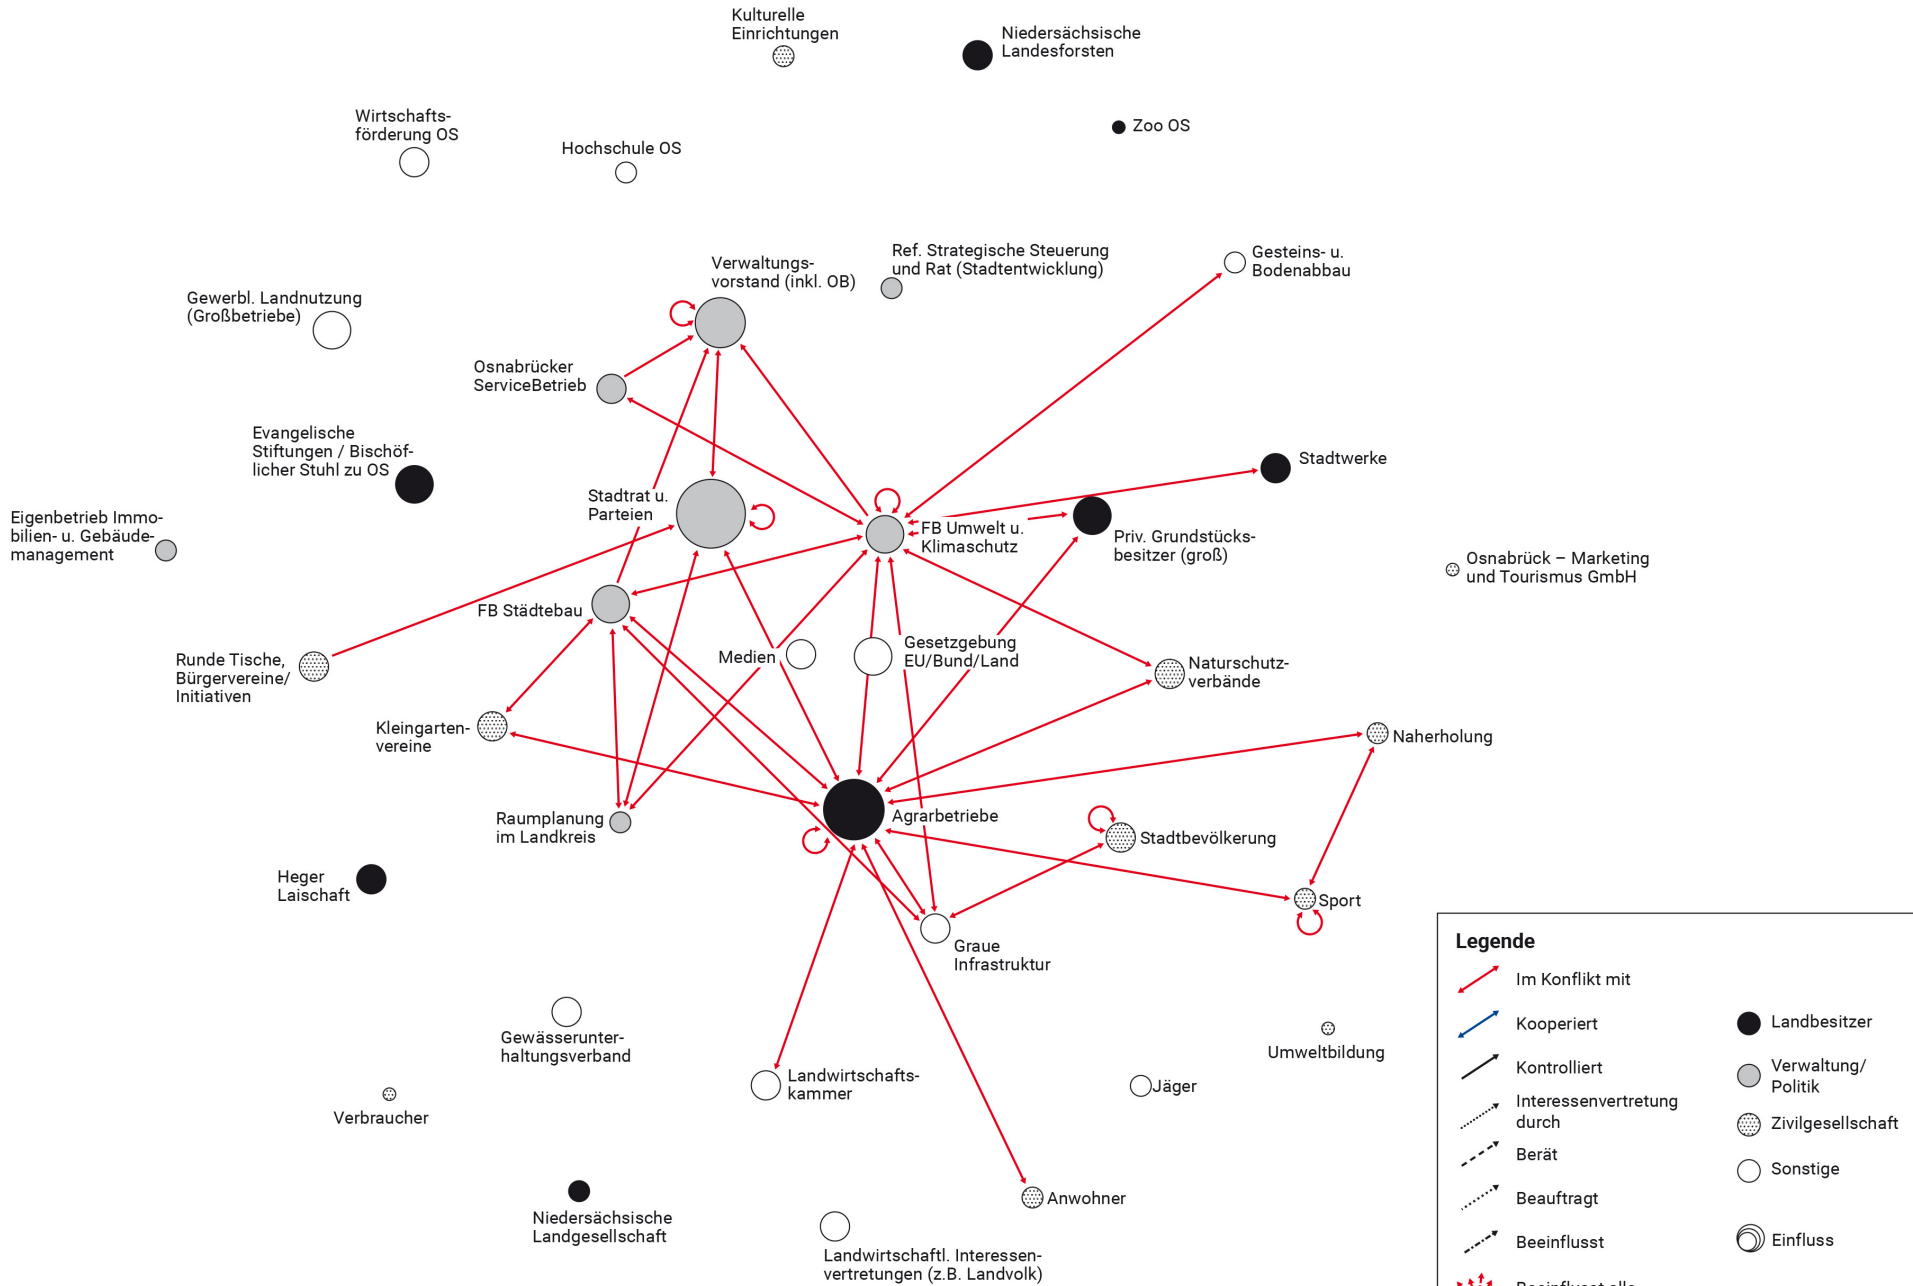 Kulturelle
Einrichtungen
Niedersächsische
Landesforsten
Wirtschafts-
förderung OS
Hochschule OS
Zoo OS
Verwaltungs-
vorstand (inkl. OB)
Ref. Strategische Steuerung
und Rat (Stadtentwicklung)
Gesteins- u.
Bodenabbau
Gewerbl. Landnutzung
(Großbetriebe)
Osnabrücker
ServiceBetrieb
Evangelische
Stiftungen / Bischöf-
licher Stuhl zu OS
Stadtwerke
Stadtrat u.
Parteien
FB Umwelt u.
Klimaschutz
Priv. Grundstücks-
besitzer (groß)
Eigenbetrieb Immo-
bilien- u. Gebäude-
management
Osnabrück – Marketing
und Tourismus GmbH
FB Städtebau
Runde Tische,
Bürgervereine/
Initiativen
Medien
Gesetzgebung
EU/Bund/Land
Naturschutz-
verbände
Kleingarten-
vereine
Naherholung
Raumplanung
im Landkreis
Agrarbetriebe
Stadtbevölkerung
Heger
Laischaft
Sport
Graue
Infrastruktur
Gewässerunter-
haltungsverband
Umweltbildung
Landwirtschafts-
kammer
Jäger
Verbraucher
Anwohner
Niedersächsische
Landgesellschaft
Landwirtschaftl. Interessen-
vertretungen (z.B. Landvolk)
Legende
Im Konflikt mit
Kooperiert
Kontrolliert
Interessenvertretung
durch
Berät
Beauftragt
Beeinflusst
Beeinflusst alle
Landbesitzer
Verwaltung/
Politik
Zivilgesellschaft
Sonstige
Einfluss